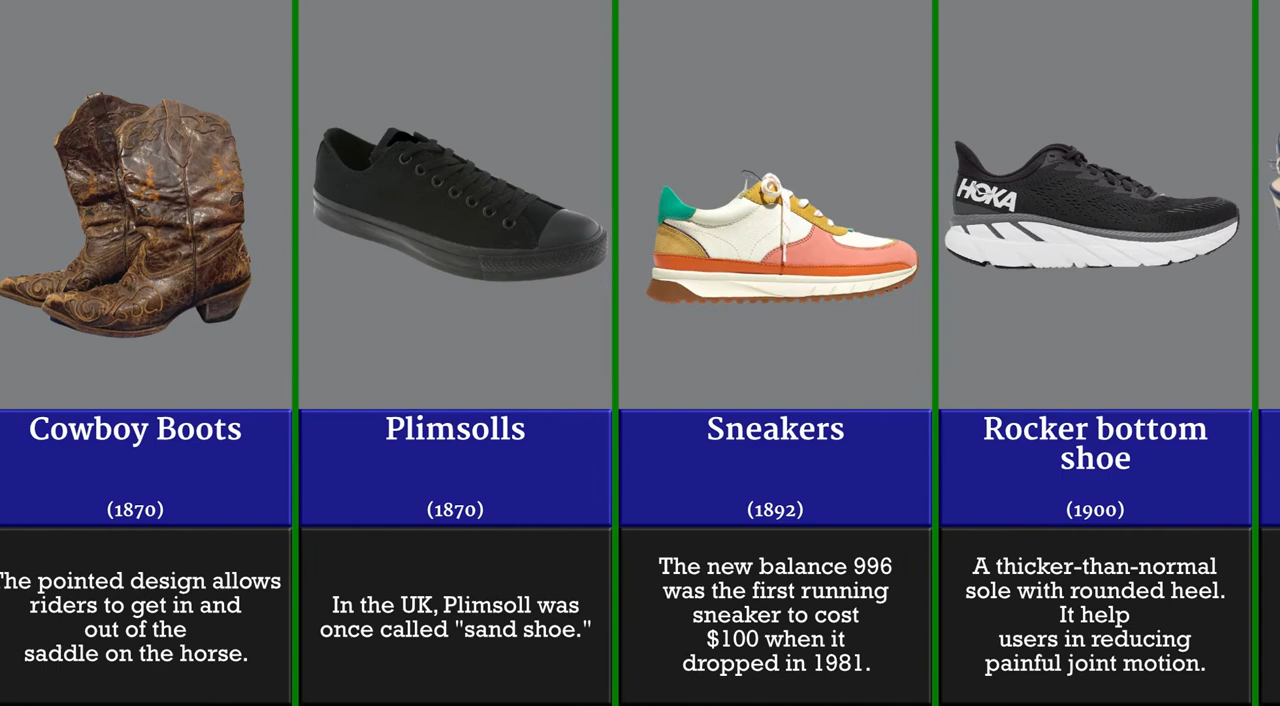 HOKA
Cowboy Boots
(1870)
The pointed design allows
riders to get in and
out of the
saddle on the horse.
Plimsolls
(1870)
In the UK, Plimsoll was
once called "sand shoe."
Sneakers
(1892)
The new balance 996
was the first running
sneaker to cost
$100 when it
dropped in 1981.
Rocker bottom
shoe
(1900)
A thicker-than-normal
sole with rounded heel.
It help
users in reducing
painful joint motion.